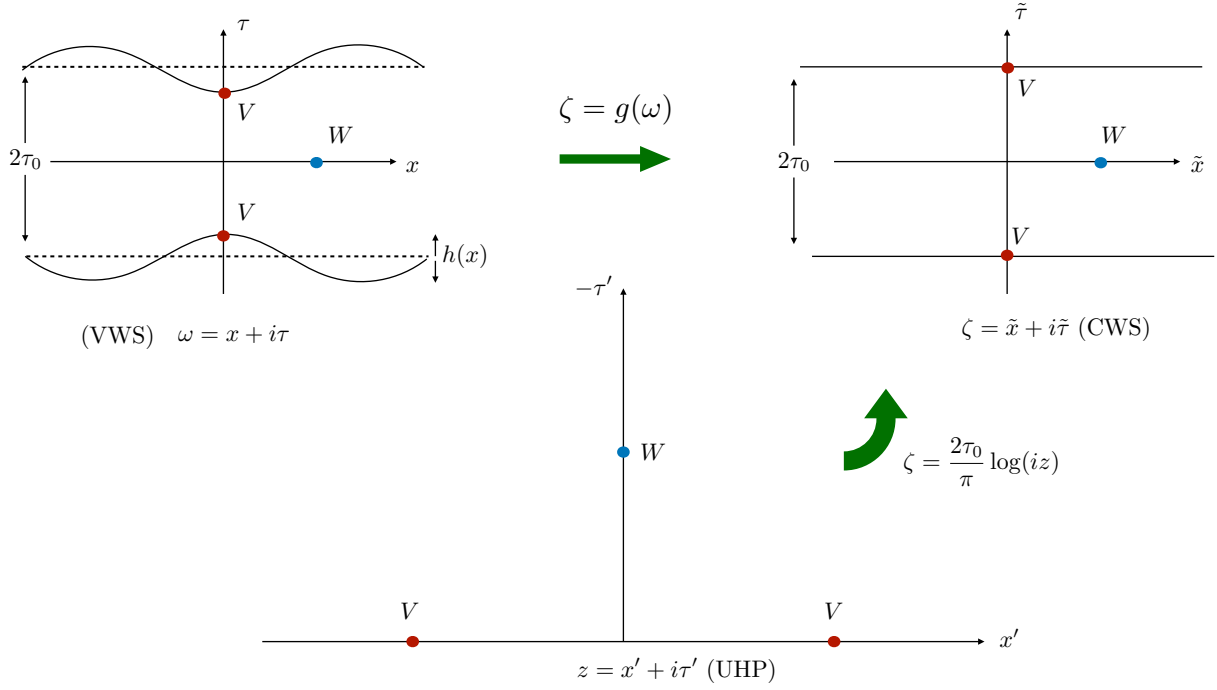 τ
V
W
2τ₀
x
V
h(x)
(VWS) ω = x + iτ
ζ = g(ω)
τ̃
V
W
2τ₀
x̃
V
ζ = x̃ + iτ̃ (CWS)
−τ′
W
ζ = 2τ₀/π log(iz)
V
V
x′
z = x′ + iτ′ (UHP)